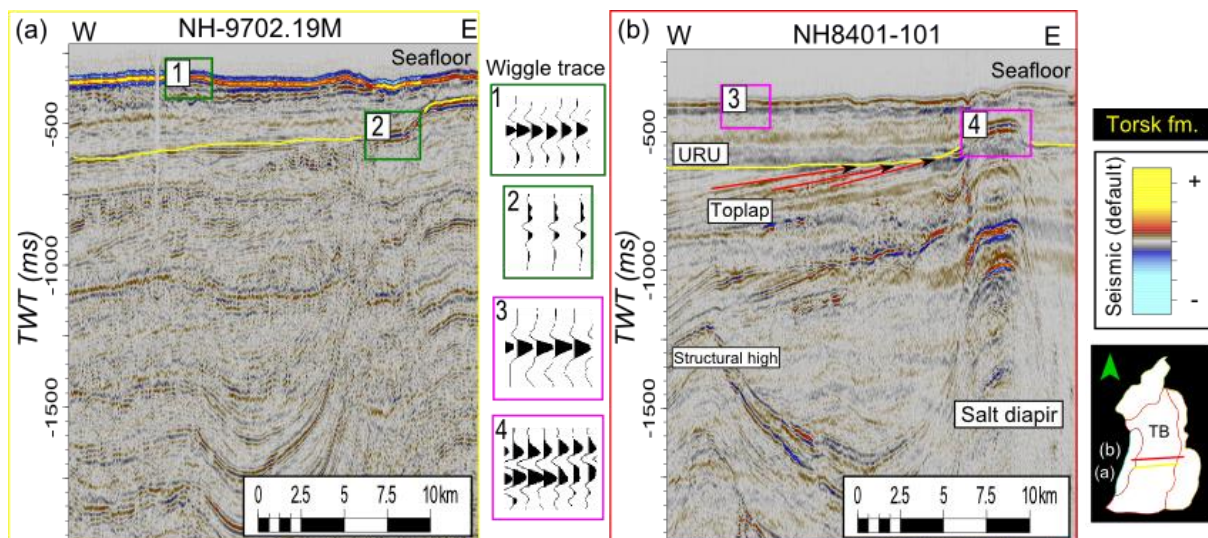 (a) W NH-9702.19M E
Seafloor
1
2
TWT (ms)
-500
-1000
-1500
0 2.5 5 7.5 10km
Wiggle trace
1
2
3
4
(b) W NH8401-101 E
Seafloor
3
4
URU
Toplap
Structural high
Salt diapir
TWT (ms)
-500
-1000
-1500
0 2.5 5 7.5 10km
Torsk fm.
Seismic (default)
+
-
TB
(b)
(a)